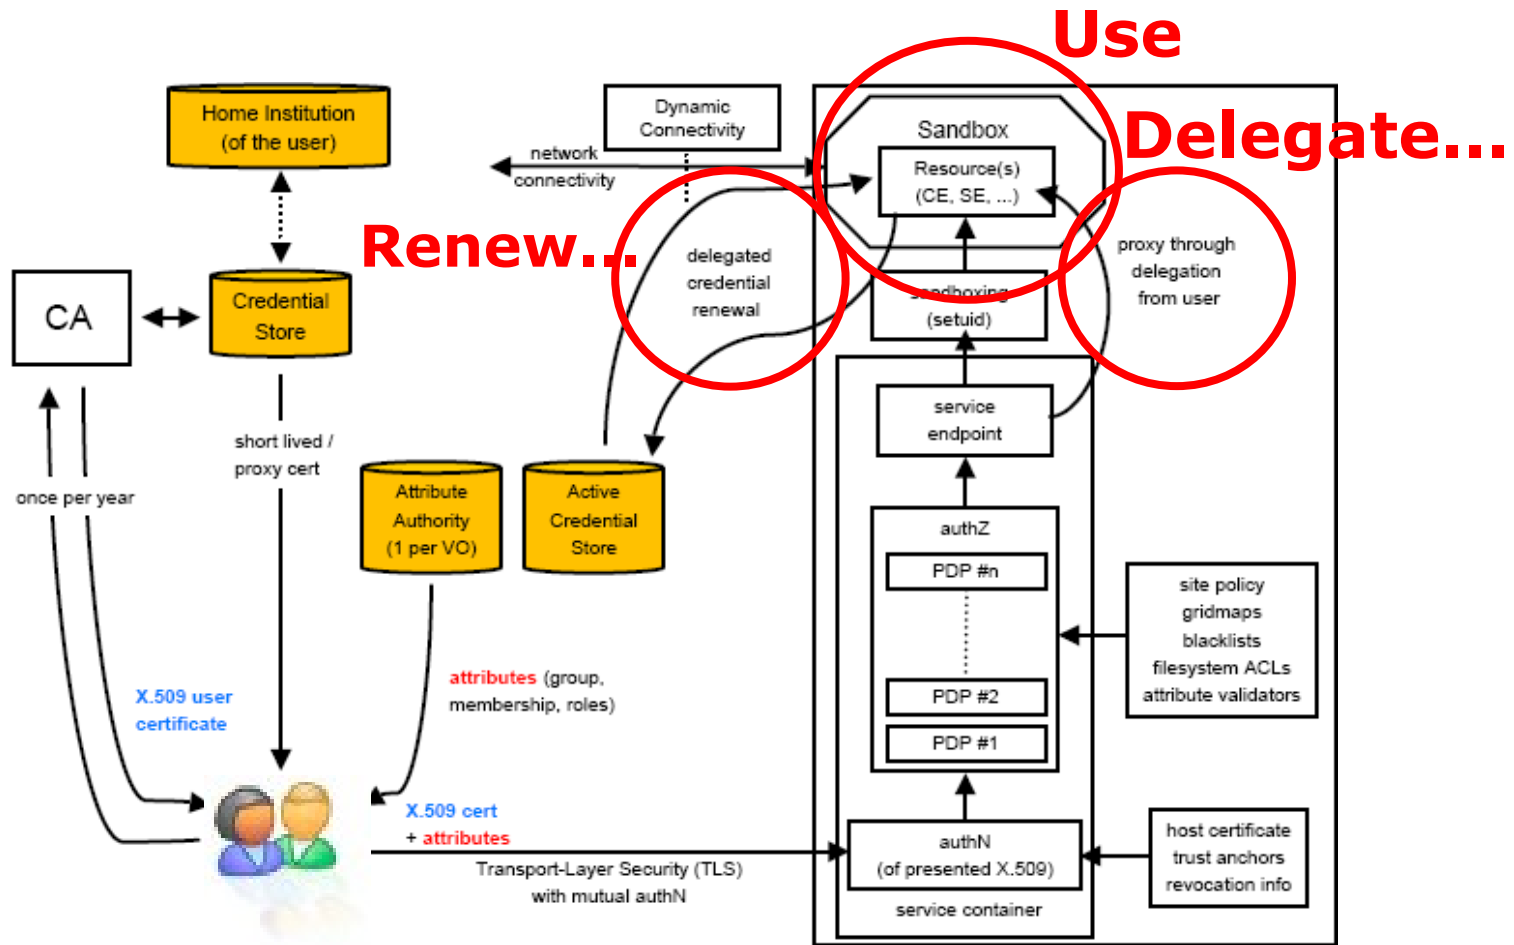 Use
Delegate...
Renew...
Home Institution
(of the user)
Dynamic
Connectivity
network
connectivity
Sandbox
Resource(s)
(CE, SE, ...)
proxy through
delegation
from user
delegated
credential
renewal
sandboxing
(setuid)
CA
Credential
Store
service
endpoint
short lived /
proxy cert
once per year
Attribute
Authority
(1 per VO)
Active
Credential
Store
authZ
PDP #n
PDP #2
PDP #1
site policy
gridmaps
blacklists
filesystem ACLs
attribute validators
attributes (group,
membership, roles)
X.509 user
certificate
X.509 cert
+ attributes
Transport-Layer Security (TLS)
with mutual authN
authN
(of presented X.509)
service container
host certificate
trust anchors
revocation info